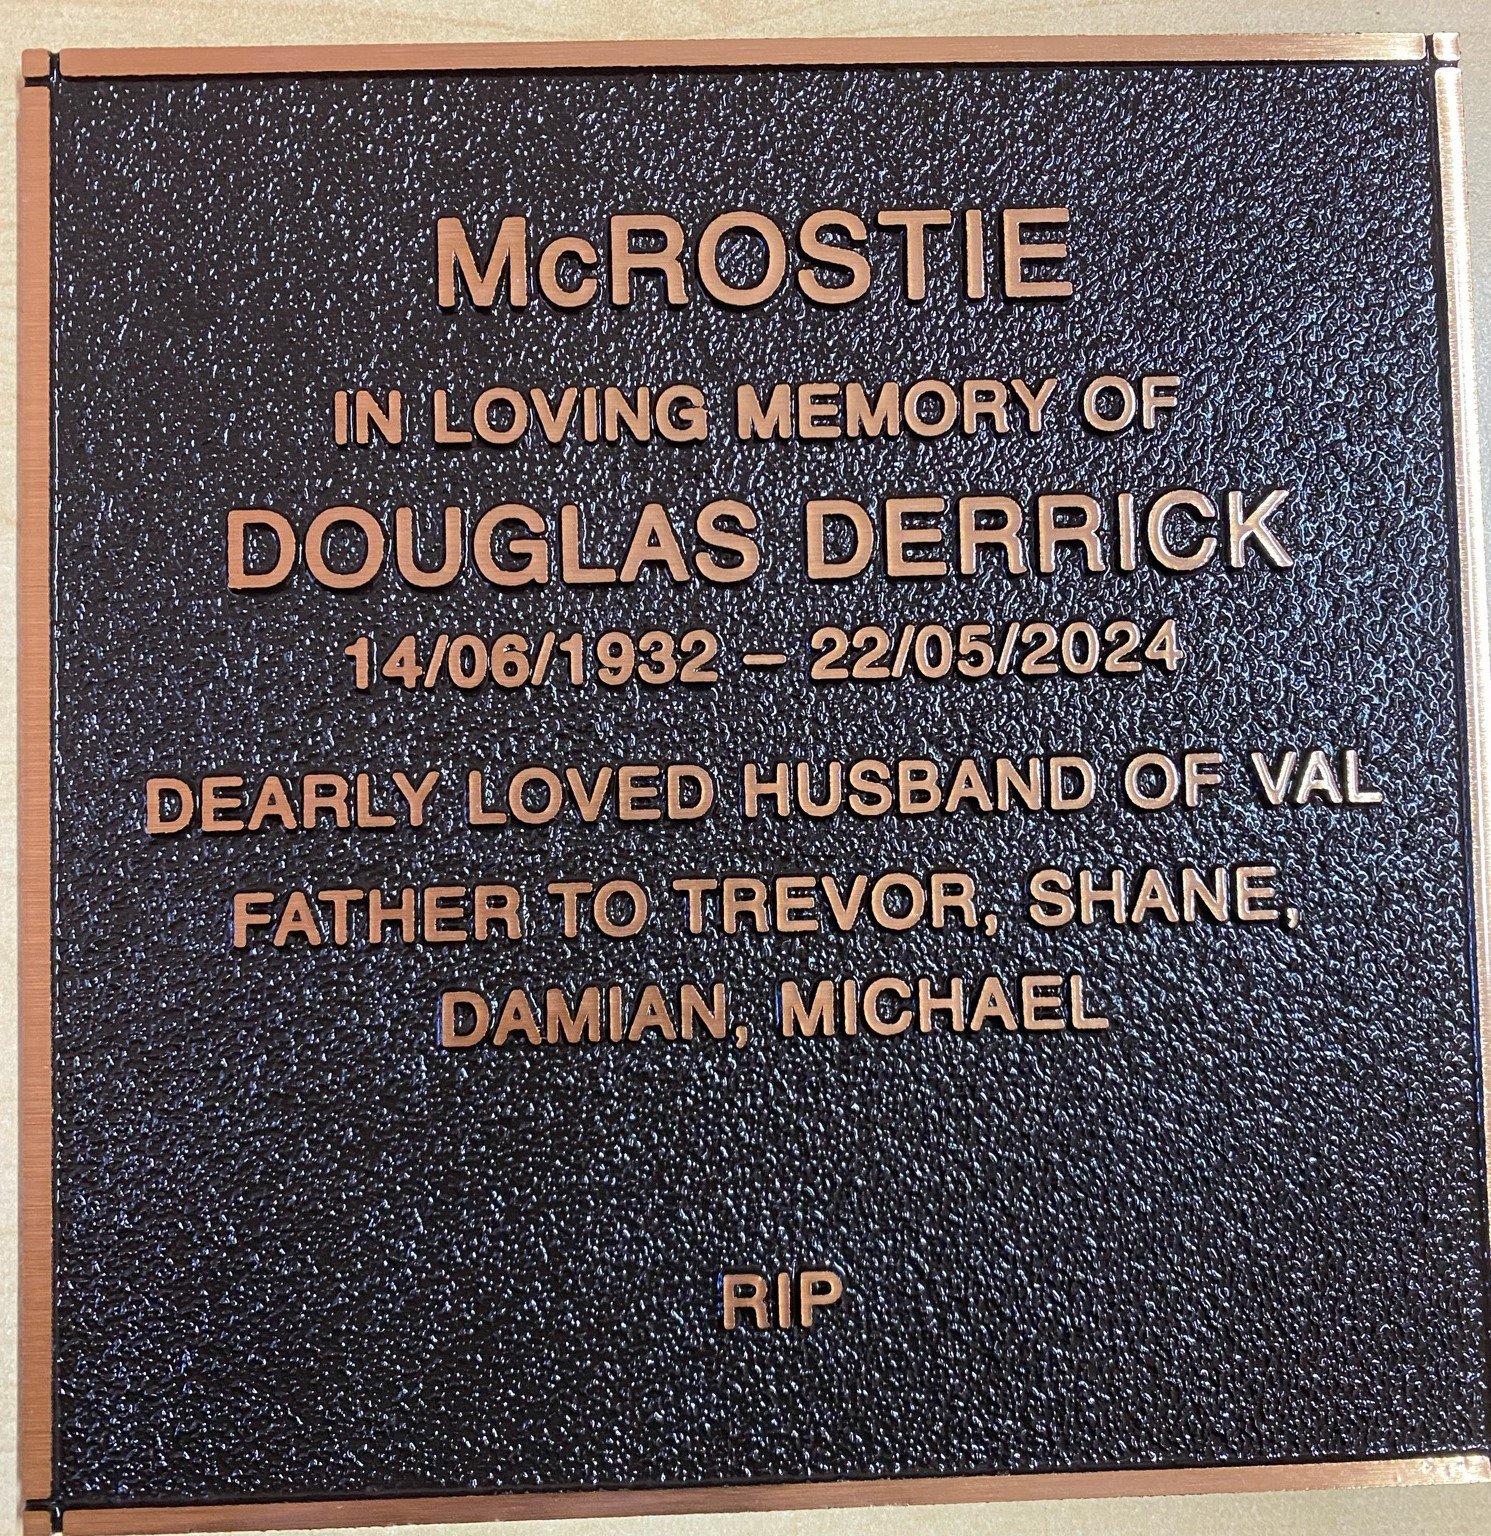 McROSTIE
IN LOVING MEMORY OF
DOUGLAS DERRICK
14/06/1932 – 22/05/2024
DEARLY LOVED HUSBAND OF VAL
FATHER TO TREVOR, SHANE,
DAMIAN, MICHAEL
RIP